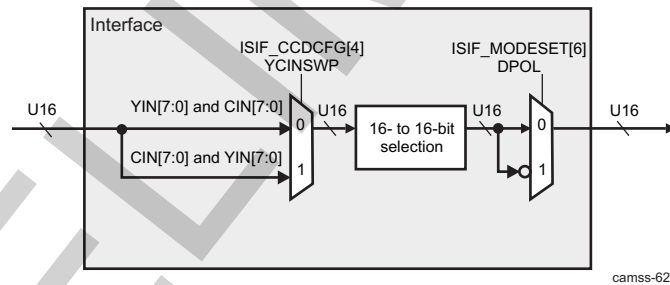 Interface
ISIF_CCDCFG[4]
YCINSWP
ISIF_MODESET[6]
DPOL
U16
YIN[7:0] and CIN[7:0]
0
U16
16- to 16-bit
selection
U16
0
U16
CIN[7:0] and YIN[7:0]
1
1
camss-62